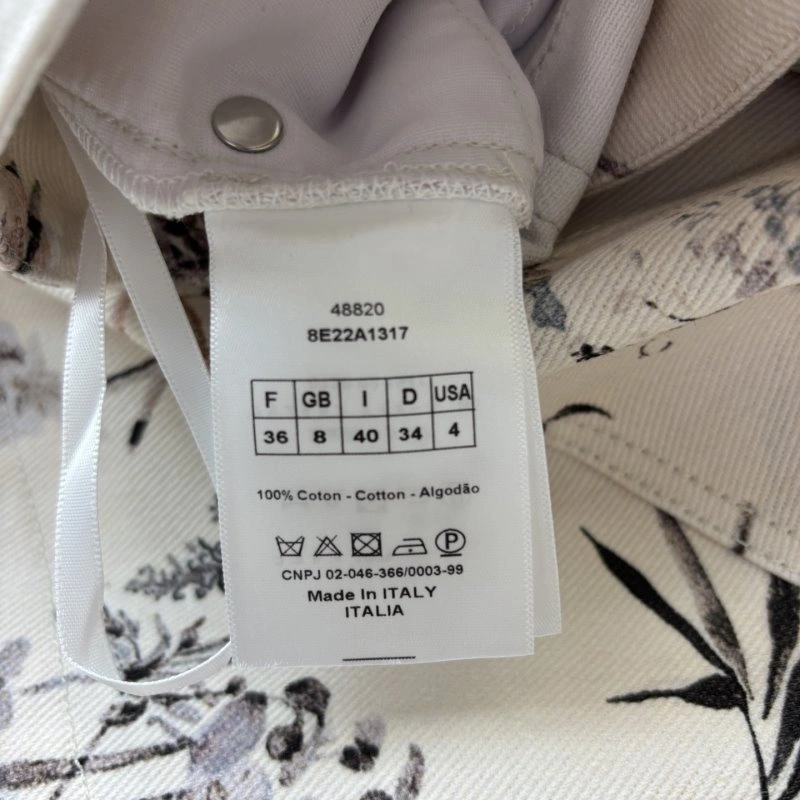 48820
8E22A1317
F GB I D USA
36 8 40 34 4
100% Coton - Cotton - Algodão
P
CNPJ 02-046-366/0003-99
Made In ITALY
ITALIA